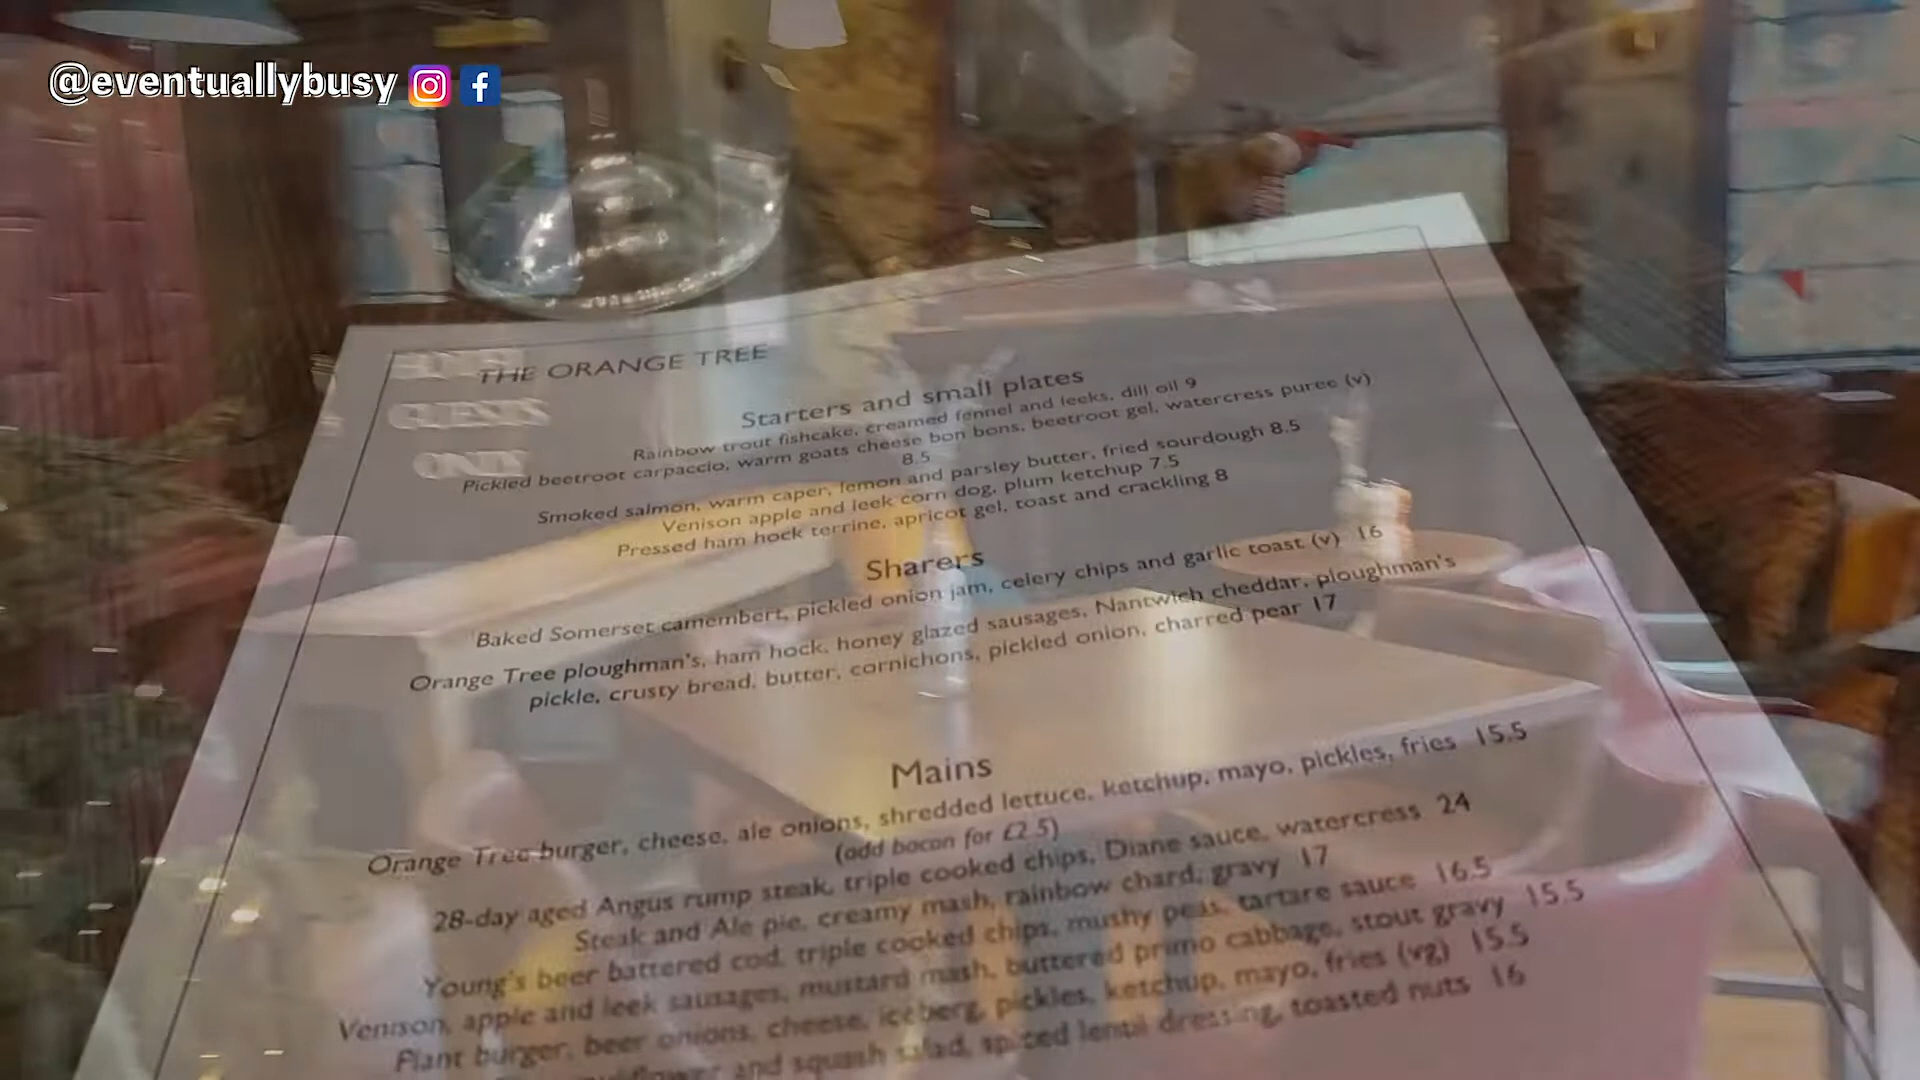 @eventuallybusy
HOTEL
GUESTS
ONLY
THE ORANGE TREE
Starters and small plates
Rainbow trout fishcake, creamed fennel and leeks, dill oil 9
Pickled beetroot carpaccio, warm goats cheese bon bons, beetroot gel, watercress puree (v)
8.5
Smoked salmon, warm caper, lemon and parsley butter, fried sourdough 8.5
Venison apple and leek corn dog, plum ketchup 7.5
Pressed ham hock terrine, apricot gel, toast and crackling 8
Sharers
Baked Somerset camembert, pickled onion jam, celery chips and garlic toast (v) 16
Orange Tree ploughman's, ham hock, honey glazed sausages, Nantwich cheddar, ploughman's
pickle, crusty bread, butter, cornichons, pickled onion, charred pear 17
Mains
Orange Tree burger, cheese, ale onions, shredded lettuce, ketchup, mayo, pickles, fries 15.5
(add bacon for £2.5)
28-day aged Angus rump steak, triple cooked chips, Diane sauce, watercress 24
Steak and Ale pie, creamy mash, rainbow chard, gravy 17
Young's beer battered cod, triple cooked chips, mushy peas, tartare sauce 16.5
Venison, apple and leek sausages, mustard mash, buttered primo cabbage, stout gravy 15.5
Plant burger, beer onions, cheese, iceberg, pickles, ketchup, mayo, fries (vg) 15.5
and squash salad, spiced lentil dressing, toasted nuts 16